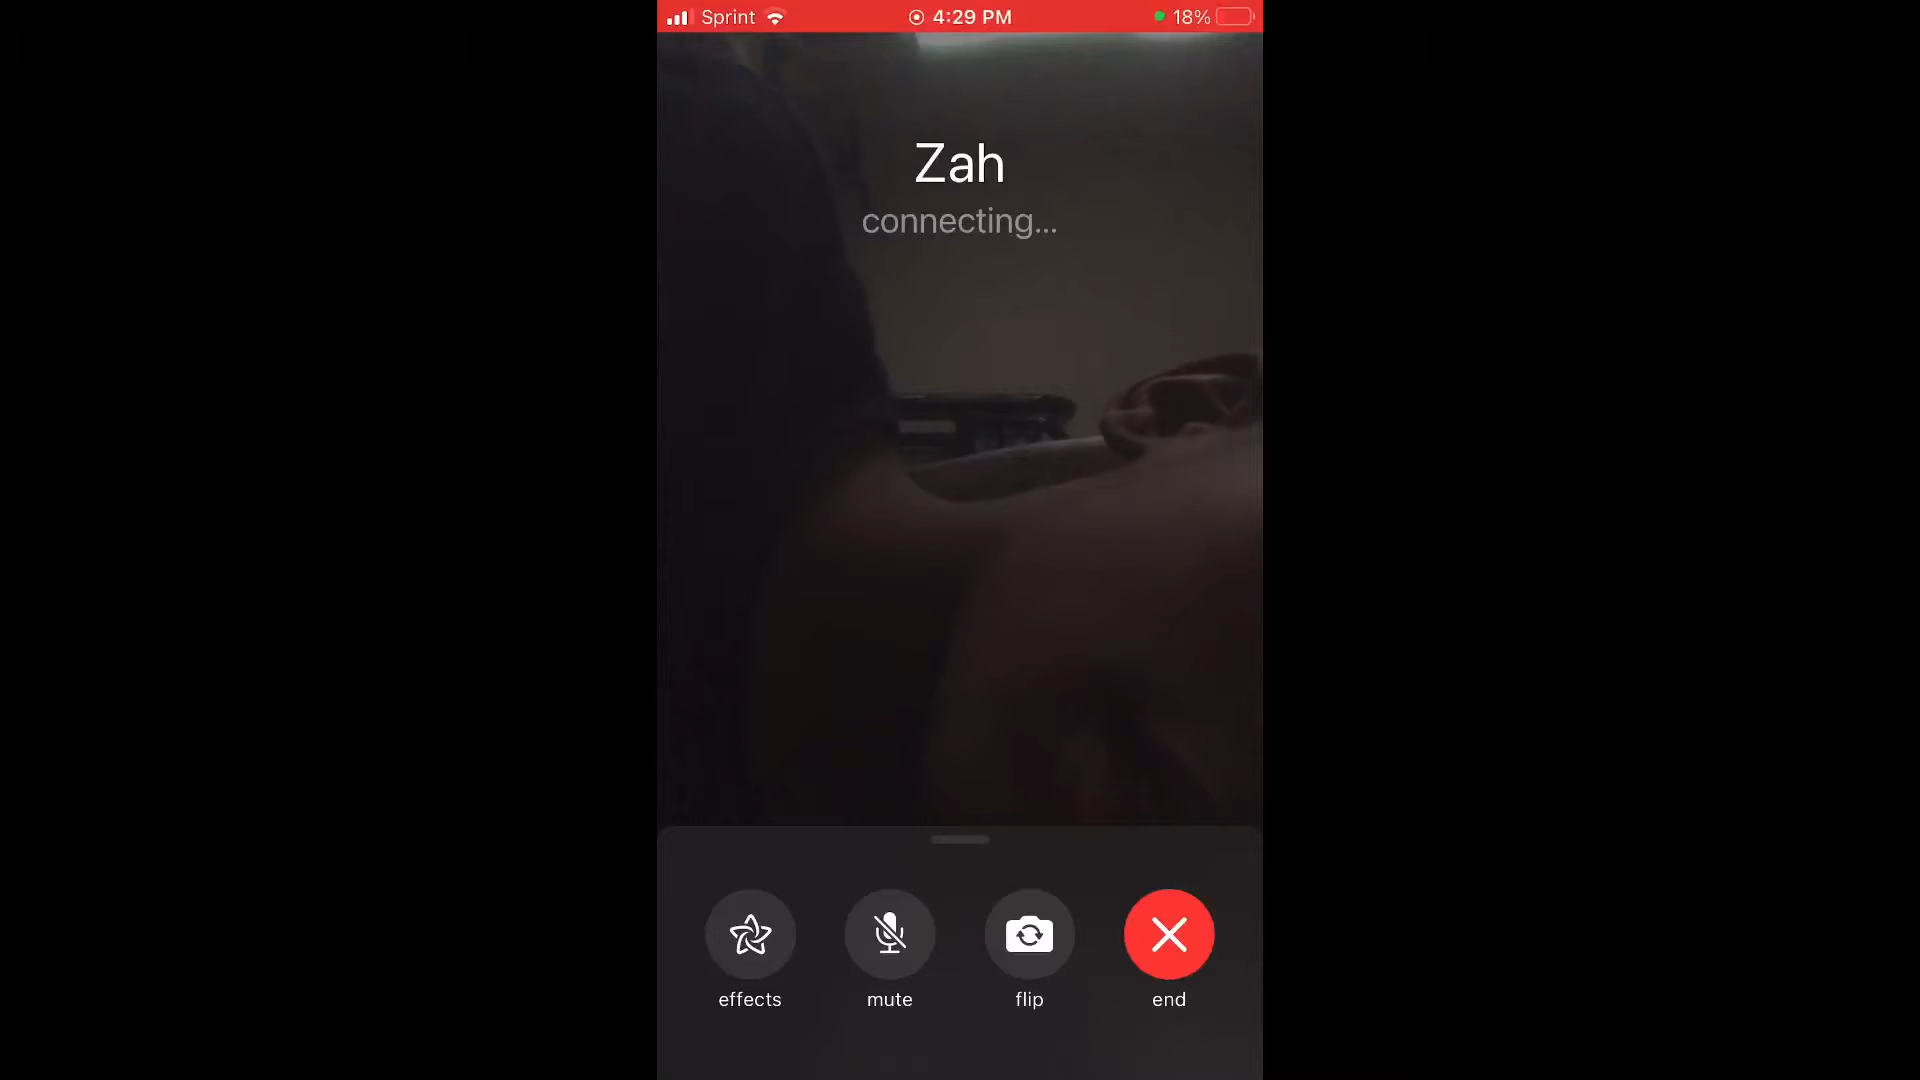 Sprint 4:29 PM 18%
Zah
connecting...
effects mute flip end